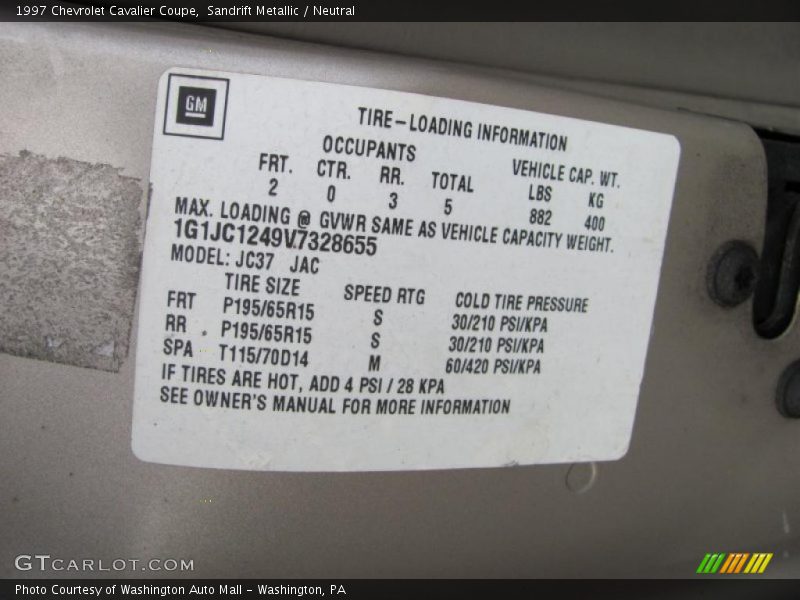 1997 Chevrolet Cavalier Coupe, Sandrift Metallic / Neutral
GM
TIRE-LOADING INFORMATION
OCCUPANTS VEHICLE CAP. WT.
FRT. CTR. RR. TOTAL LBS KG
2 0 3 5 882 400
MAX. LOADING @ GVWR SAME AS VEHICLE CAPACITY WEIGHT.
1G1JC1249V7328655
MODEL: JC37 JAC
TIRE SIZE SPEED RTG COLD TIRE PRESSURE
FRT P195/65R15 S 30/210 PSI/KPA
RR P195/65R15 S 30/210 PSI/KPA
SPA T115/70D14 M 60/420 PSI/KPA
IF TIRES ARE HOT, ADD 4 PSI / 28 KPA
SEE OWNER'S MANUAL FOR MORE INFORMATION
GTCARLOT.COM
Photo Courtesy of Washington Auto Mall - Washington, PA